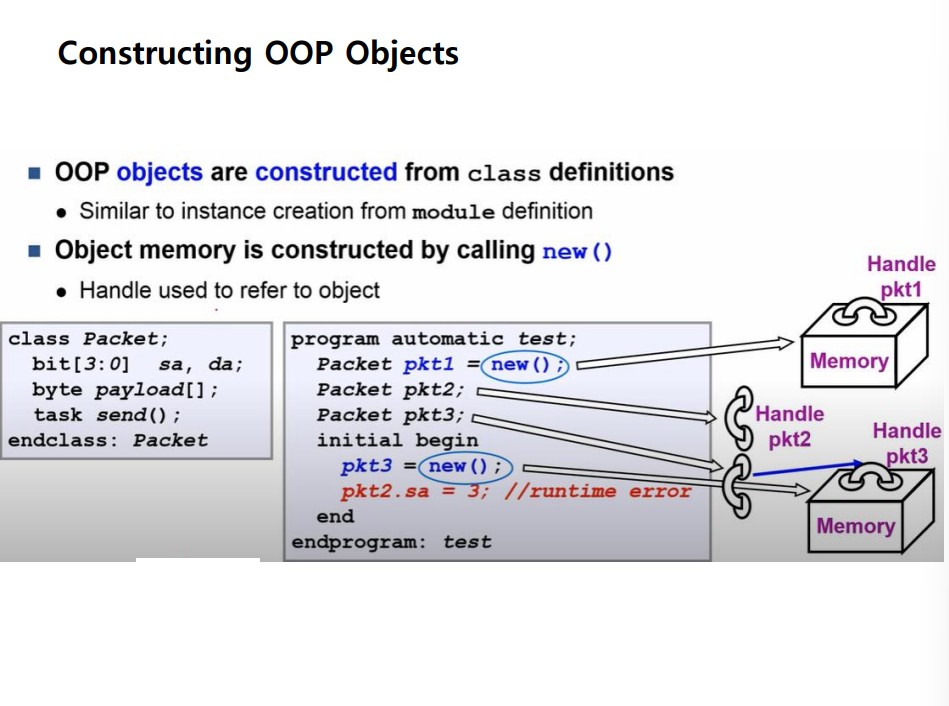 Constructing OOP Objects
OOP objects are constructed from class definitions
Similar to instance creation from module definition
Object memory is constructed by calling new()
Handle used to refer to object
class Packet;
bit[3:0] sa, da;
byte payload[];
task send();
endclass: Packet
program automatic test;
Packet pkt1 = new();
Packet pkt2;
Packet pkt3;
initial begin
pkt3 = new();
pkt2.sa = 3; //runtime error
end
endprogram: test
Handle
pkt1
Memory
Handle
pkt2
Handle
pkt3
Memory